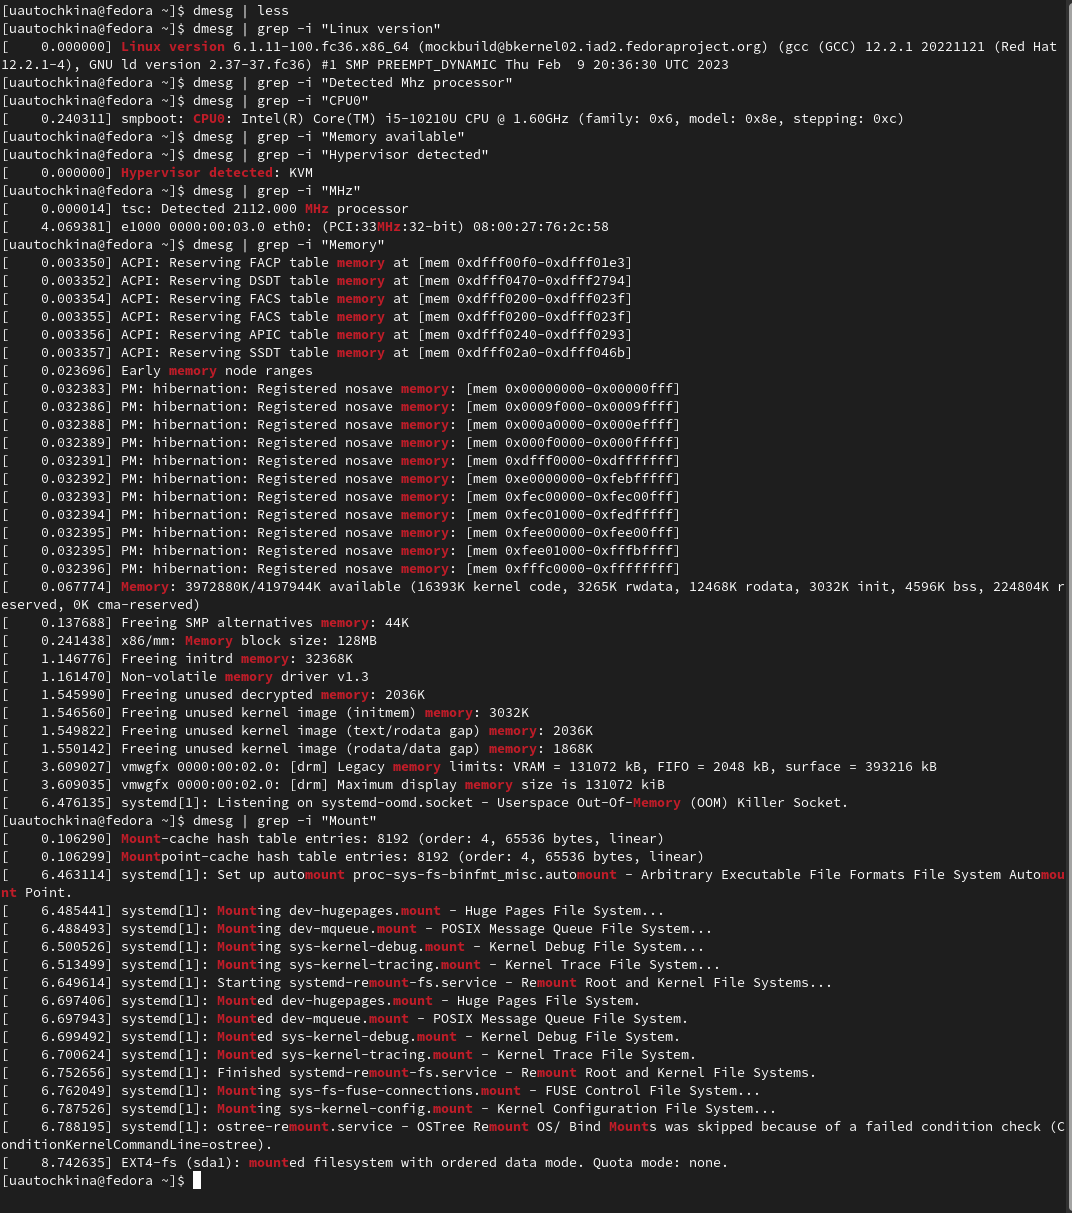 [uautochkina@fedora ~]$ dmesg | less
[uautochkina@fedora ~]$ dmesg | grep -i "Linux version"
[    0.000000] Linux version 6.1.11-100.fc36.x86_64 (mockbuild@bkernel02.iad2.fedoraproject.org) (gcc (GCC) 12.2.1 20221121 (Red Hat
12.2.1-4), GNU ld version 2.37-37.fc36) #1 SMP PREEMPT_DYNAMIC Thu Feb  9 20:36:30 UTC 2023
[uautochkina@fedora ~]$ dmesg | grep -i "Detected Mhz processor"
[uautochkina@fedora ~]$ dmesg | grep -i "CPU0"
[    0.240311] smpboot: CPU0: Intel(R) Core(TM) i5-10210U CPU @ 1.60GHz (family: 0x6, model: 0x8e, stepping: 0xc)
[uautochkina@fedora ~]$ dmesg | grep -i "Memory available"
[uautochkina@fedora ~]$ dmesg | grep -i "Hypervisor detected"
[    0.000000] Hypervisor detected: KVM
[uautochkina@fedora ~]$ dmesg | grep -i "MHz"
[    0.000014] tsc: Detected 2112.000 MHz processor
[    4.069381] e1000 0000:00:03.0 eth0: (PCI:33MHz:32-bit) 08:00:27:76:2c:58
[uautochkina@fedora ~]$ dmesg | grep -i "Memory"
[    0.003350] ACPI: Reserving FACP table memory at [mem 0xdfff00f0-0xdfff01e3]
[    0.003352] ACPI: Reserving DSDT table memory at [mem 0xdfff0470-0xdfff2794]
[    0.003354] ACPI: Reserving FACS table memory at [mem 0xdfff0200-0xdfff023f]
[    0.003355] ACPI: Reserving FACS table memory at [mem 0xdfff0200-0xdfff023f]
[    0.003356] ACPI: Reserving APIC table memory at [mem 0xdfff0240-0xdfff0293]
[    0.003357] ACPI: Reserving SSDT table memory at [mem 0xdfff02a0-0xdfff046b]
[    0.023696] Early memory node ranges
[    0.032383] PM: hibernation: Registered nosave memory: [mem 0x00000000-0x00000fff]
[    0.032386] PM: hibernation: Registered nosave memory: [mem 0x0009f000-0x0009ffff]
[    0.032388] PM: hibernation: Registered nosave memory: [mem 0x000a0000-0x000effff]
[    0.032389] PM: hibernation: Registered nosave memory: [mem 0x000f0000-0x000fffff]
[    0.032391] PM: hibernation: Registered nosave memory: [mem 0xdfff0000-0xdfffffff]
[    0.032392] PM: hibernation: Registered nosave memory: [mem 0xe0000000-0xfebfffff]
[    0.032393] PM: hibernation: Registered nosave memory: [mem 0xfec00000-0xfec00fff]
[    0.032394] PM: hibernation: Registered nosave memory: [mem 0xfec01000-0xfedfffff]
[    0.032395] PM: hibernation: Registered nosave memory: [mem 0xfee00000-0xfee00fff]
[    0.032395] PM: hibernation: Registered nosave memory: [mem 0xfee01000-0xfffbffff]
[    0.032396] PM: hibernation: Registered nosave memory: [mem 0xfffc0000-0xffffffff]
[    0.067774] Memory: 3972880K/4197944K available (16393K kernel code, 3265K rwdata, 12468K rodata, 3032K init, 4596K bss, 224804K r
eserved, 0K cma-reserved)
[    0.137688] Freeing SMP alternatives memory: 44K
[    0.241438] x86/mm: Memory block size: 128MB
[    1.146776] Freeing initrd memory: 32368K
[    1.161470] Non-volatile memory driver v1.3
[    1.545990] Freeing unused decrypted memory: 2036K
[    1.546560] Freeing unused kernel image (initmem) memory: 3032K
[    1.549822] Freeing unused kernel image (text/rodata gap) memory: 2036K
[    1.550142] Freeing unused kernel image (rodata/data gap) memory: 1868K
[    3.609027] vmwgfx 0000:00:02.0: [drm] Legacy memory limits: VRAM = 131072 kB, FIFO = 2048 kB, surface = 393216 kB
[    3.609035] vmwgfx 0000:00:02.0: [drm] Maximum display memory size is 131072 kiB
[    6.476135] systemd[1]: Listening on systemd-oomd.socket - Userspace Out-Of-Memory (OOM) Killer Socket.
[uautochkina@fedora ~]$ dmesg | grep -i "Mount"
[    0.106290] Mount-cache hash table entries: 8192 (order: 4, 65536 bytes, linear)
[    0.106299] Mountpoint-cache hash table entries: 8192 (order: 4, 65536 bytes, linear)
[    6.463114] systemd[1]: Set up automount proc-sys-fs-binfmt_misc.automount - Arbitrary Executable File Formats File System Automou
nt Point.
[    6.485441] systemd[1]: Mounting dev-hugepages.mount - Huge Pages File System...
[    6.488493] systemd[1]: Mounting dev-mqueue.mount - POSIX Message Queue File System...
[    6.500526] systemd[1]: Mounting sys-kernel-debug.mount - Kernel Debug File System...
[    6.513499] systemd[1]: Mounting sys-kernel-tracing.mount - Kernel Trace File System...
[    6.649614] systemd[1]: Starting systemd-remount-fs.service - Remount Root and Kernel File Systems...
[    6.697406] systemd[1]: Mounted dev-hugepages.mount - Huge Pages File System.
[    6.697943] systemd[1]: Mounted dev-mqueue.mount - POSIX Message Queue File System.
[    6.699492] systemd[1]: Mounted sys-kernel-debug.mount - Kernel Debug File System.
[    6.700624] systemd[1]: Mounted sys-kernel-tracing.mount - Kernel Trace File System.
[    6.752656] systemd[1]: Finished systemd-remount-fs.service - Remount Root and Kernel File Systems.
[    6.762049] systemd[1]: Mounting sys-fs-fuse-connections.mount - FUSE Control File System...
[    6.787526] systemd[1]: Mounting sys-kernel-config.mount - Kernel Configuration File System...
[    6.788195] systemd[1]: ostree-remount.service - OSTree Remount OS/ Bind Mounts was skipped because of a failed condition check (C
onditionKernelCommandLine=ostree).
[    8.742635] EXT4-fs (sda1): mounted filesystem with ordered data mode. Quota mode: none.
[uautochkina@fedora ~]$